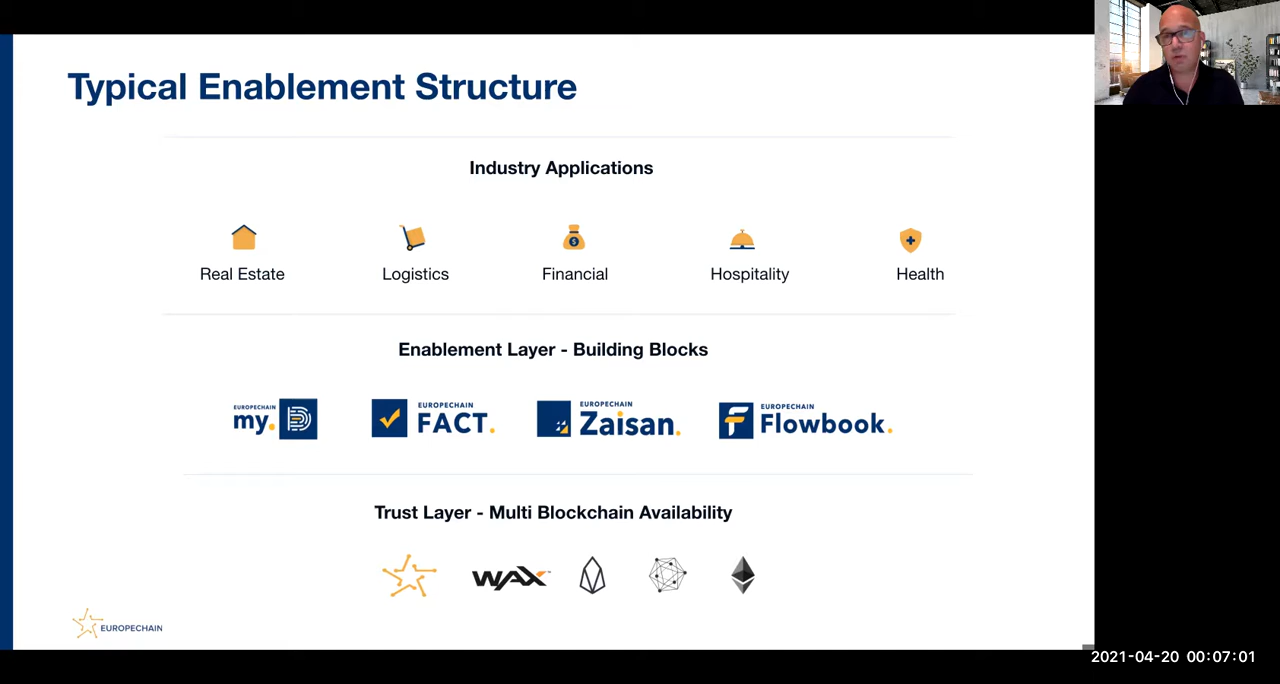 Typical Enablement Structure
Industry Applications
Real Estate
Logistics
Financial
Hospitality
Health
Enablement Layer - Building Blocks
EUROPECHAIN
my.
EUROPECHAIN
FACT.
EUROPECHAIN
Zaisan.
EUROPECHAIN
Flowbook.
Trust Layer - Multi Blockchain Availability
WAX™
EUROPECHAIN
2021-04-20 00:07:01